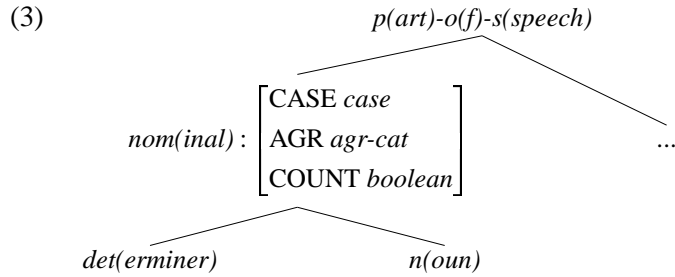 (3) p(art)-o(f)-s(speech)
CASE case
nom(inal) : AGR agr-cat ...
COUNT boolean
det(erminer) n(oun)